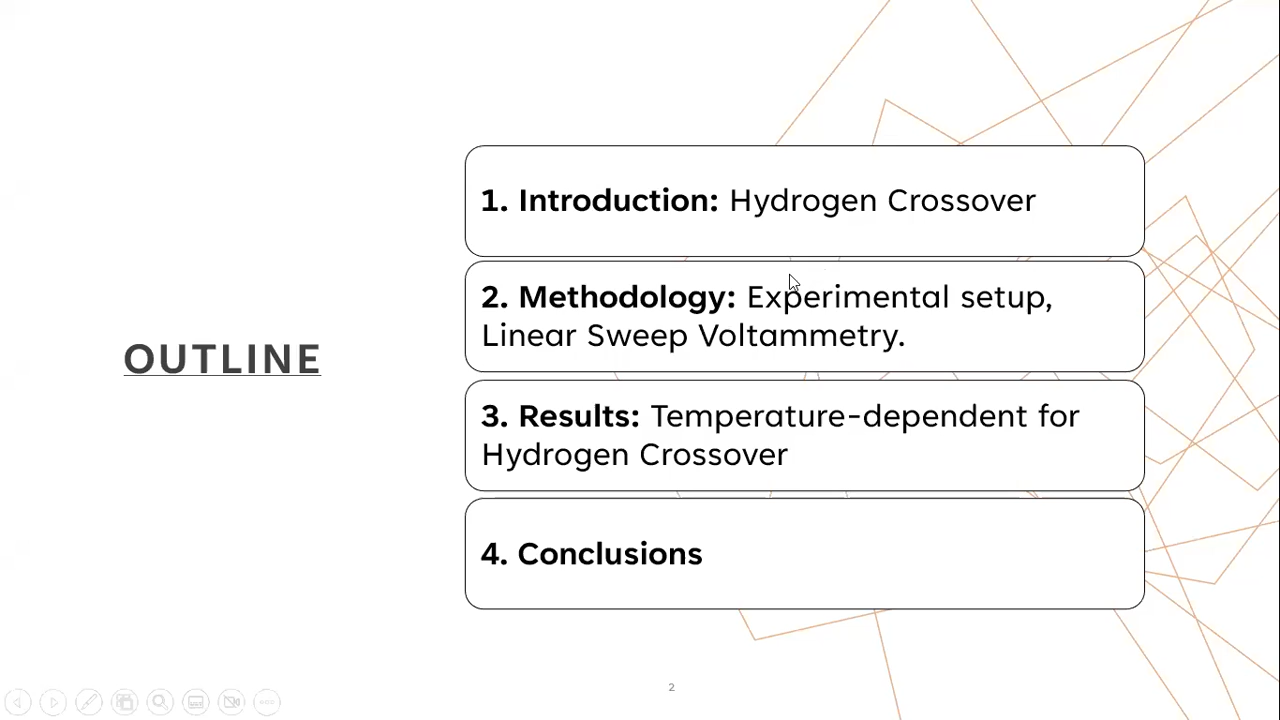 OUTLINE
1. Introduction: Hydrogen Crossover
2. Methodology: Experimental setup,
Linear Sweep Voltammetry.
3. Results: Temperature-dependent for
Hydrogen Crossover
4. Conclusions
2